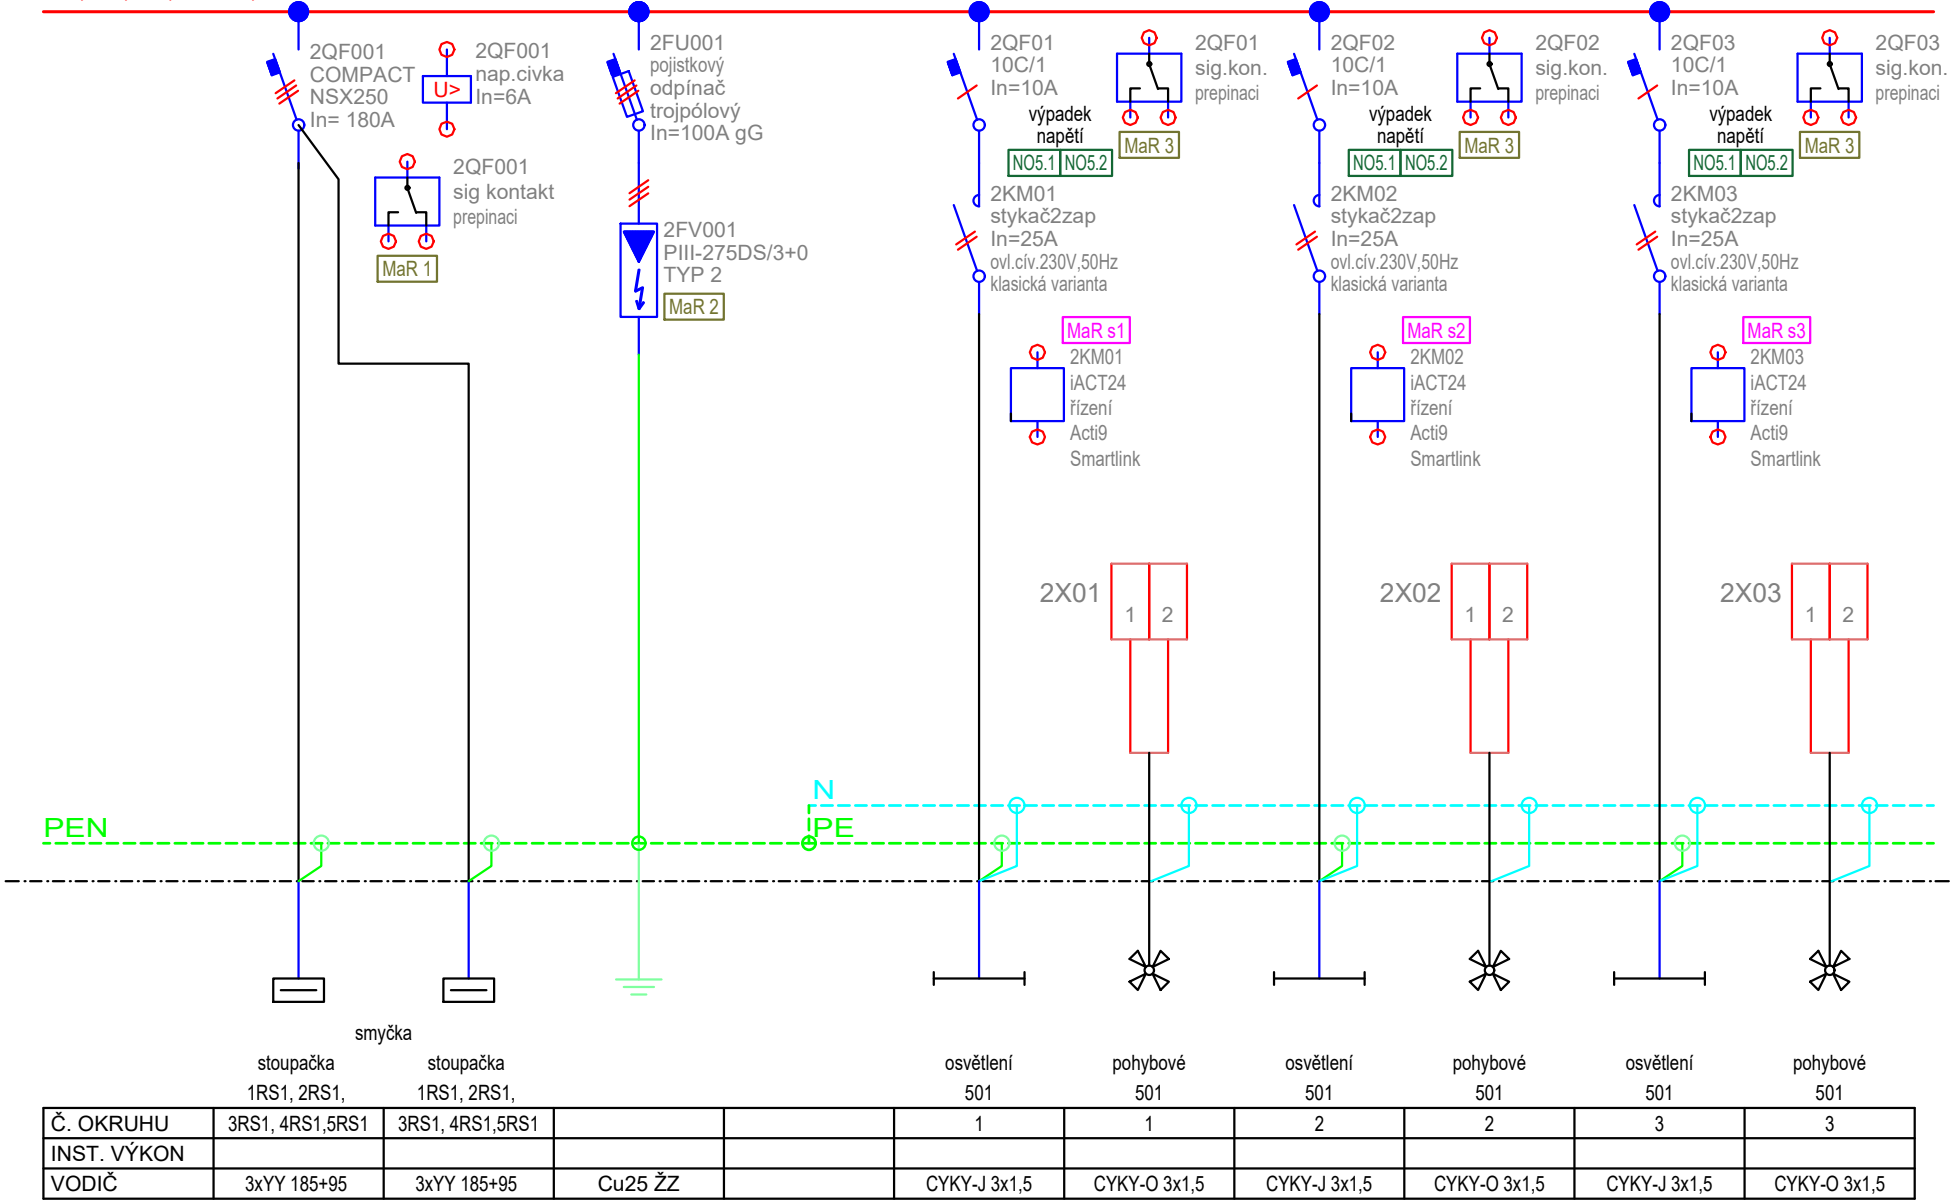 2QF001
COMPACT
NSX250
In= 180A
U>
2QF001
nap.civka
In=6A
2QF001
sig kontakt
prepinaci
MaR 1
2FU001
pojistkový
odpínač
trojpólový
In=100A gG
2FV001
PIII-275DS/3+0
TYP 2
MaR 2
2QF01
10C/1
In=10A
výpadek
napětí
NO5.1 NO5.2
2QF01
sig.kon.
prepinaci
MaR 3
2KM01
stykač2zap
In=25A
ovl.cív.230V,50Hz
klasická varianta
MaR s1
2KM01
iACT24
řízení
Acti9
Smartlink
2X01
1 2
2QF02
10C/1
In=10A
výpadek
napětí
NO5.1 NO5.2
2QF02
sig.kon.
prepinaci
MaR 3
2KM02
stykač2zap
In=25A
ovl.cív.230V,50Hz
klasická varianta
MaR s2
2KM02
iACT24
řízení
Acti9
Smartlink
2X02
1 2
2QF03
10C/1
In=10A
výpadek
napětí
NO5.1 NO5.2
2QF03
sig.kon.
prepinaci
MaR 3
2KM03
stykač2zap
In=25A
ovl.cív.230V,50Hz
klasická varianta
MaR s3
2KM03
iACT24
řízení
Acti9
Smartlink
2X03
1 2
N
PEN
PE
smyčka
stoupačka stoupačka osvětlení pohybové osvětlení pohybové osvětlení pohybové
1RS1, 2RS1, 1RS1, 2RS1, 501 501 501 501 501 501
Č. OKRUHU 3RS1, 4RS1,5RS1 3RS1, 4RS1,5RS1 1 1 2 2 3 3
INST. VÝKON
VODIČ 3xYY 185+95 3xYY 185+95 Cu25 ŽZ CYKY-J 3x1,5 CYKY-O 3x1,5 CYKY-J 3x1,5 CYKY-O 3x1,5 CYKY-J 3x1,5 CYKY-O 3x1,5